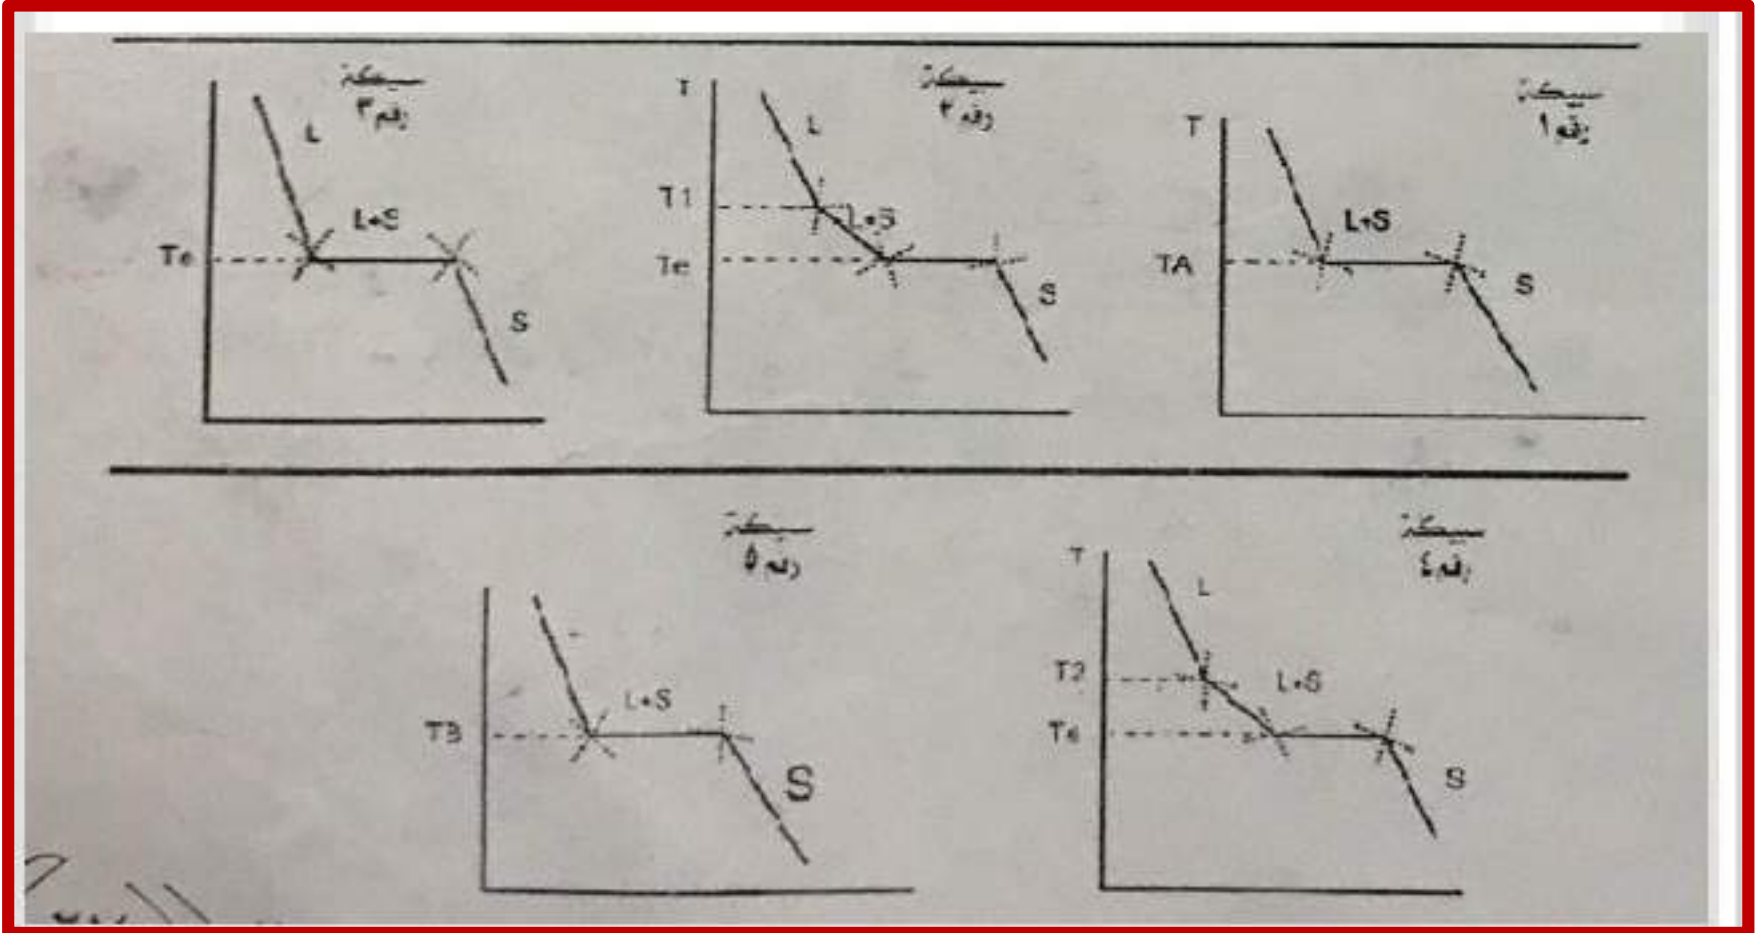 سبيكة
رقم ١
T
L+S
TA
S
سبيكة
رقم ٢
T
L
T1
L+S
Te
S
سبيكة
رقم ٣
L
L+S
Te
S
سبيكة
رقم ٤
T
L
T2
L+S
Te
S
سبيكة
رقم ٥
L+S
T3
S